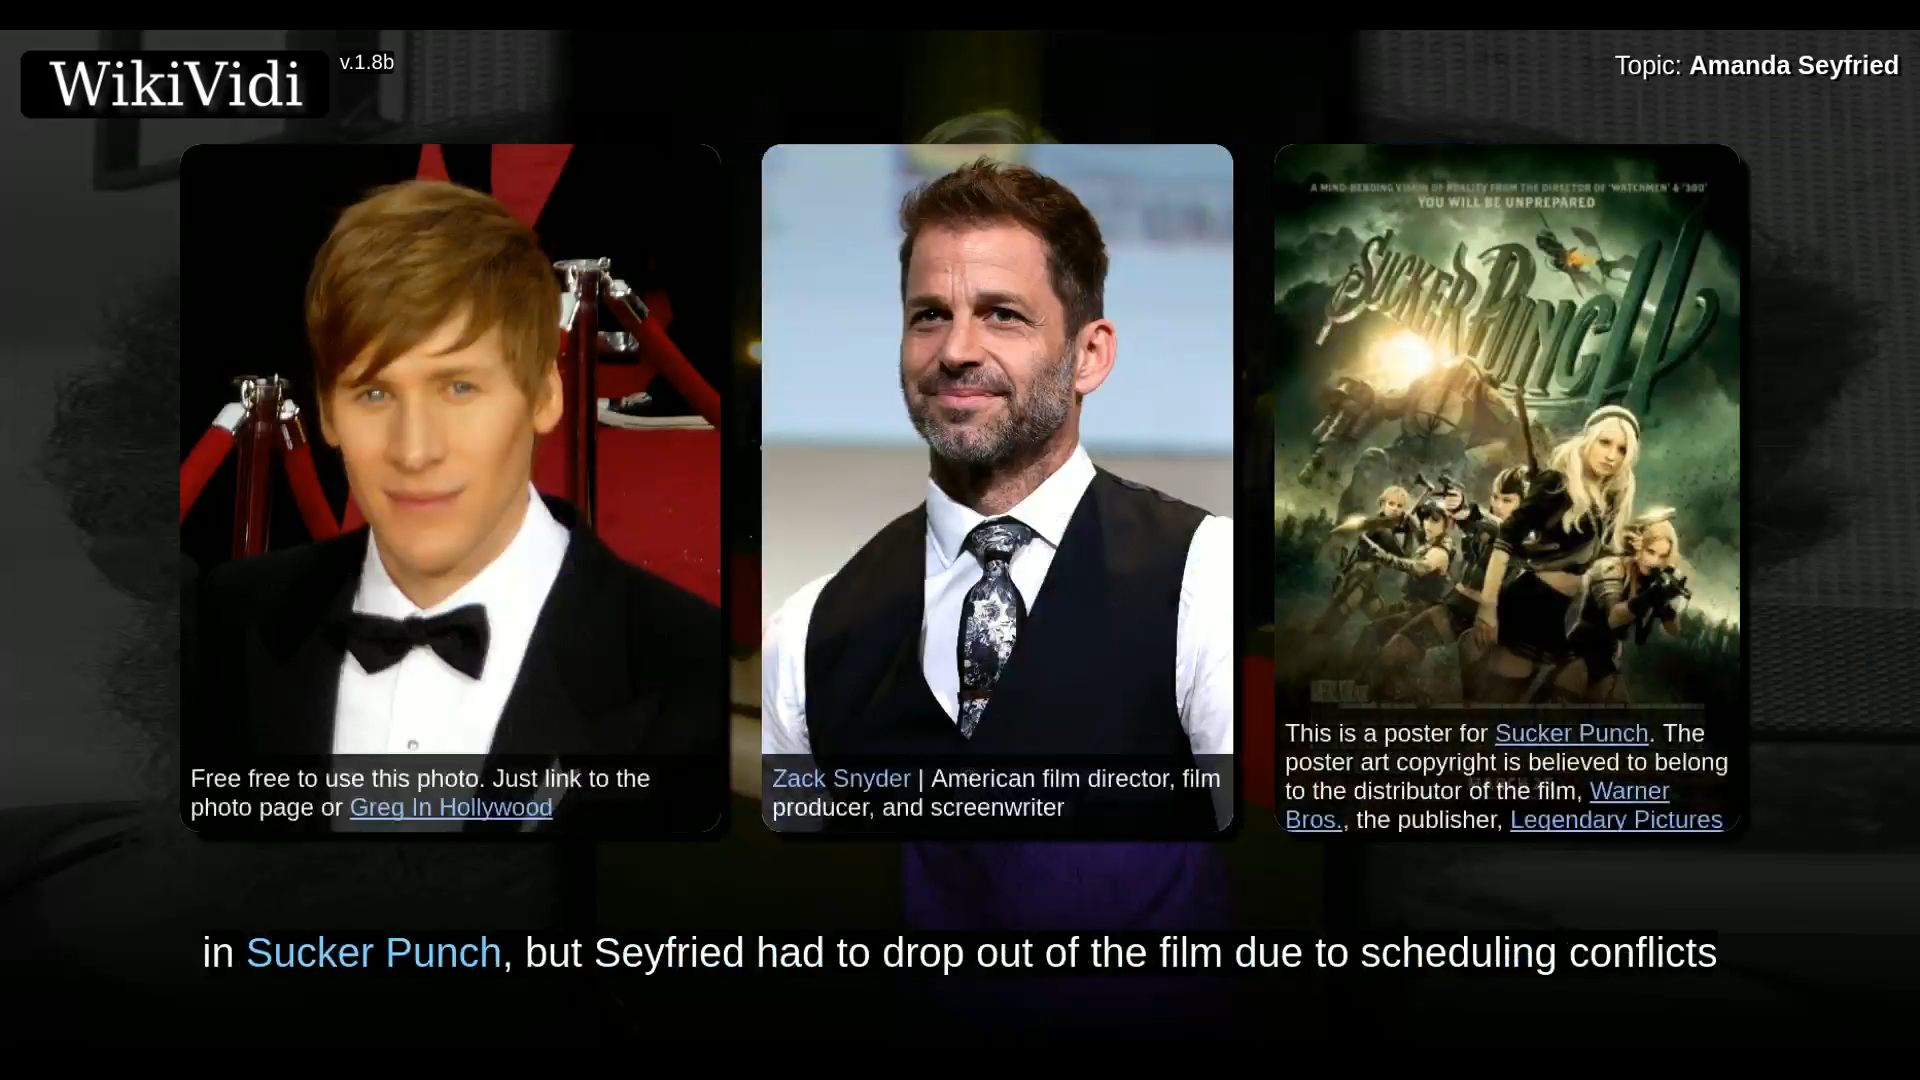 WikiVidi
v.1.8b
Topic: Amanda Seyfried
Free free to use this photo. Just link to the
photo page or Greg In Hollywood
Zack Snyder | American film director, film
producer, and screenwriter
A MIND-BENDING VISION OF REALITY FROM THE DIRECTOR OF 'WATCHMEN' & '300'
YOU WILL BE UNPREPARED
SUCKER PUNCH
This is a poster for Sucker Punch. The
poster art copyright is believed to belong
to the distributor of the film, Warner
Bros., the publisher, Legendary Pictures
in Sucker Punch, but Seyfried had to drop out of the film due to scheduling conflicts